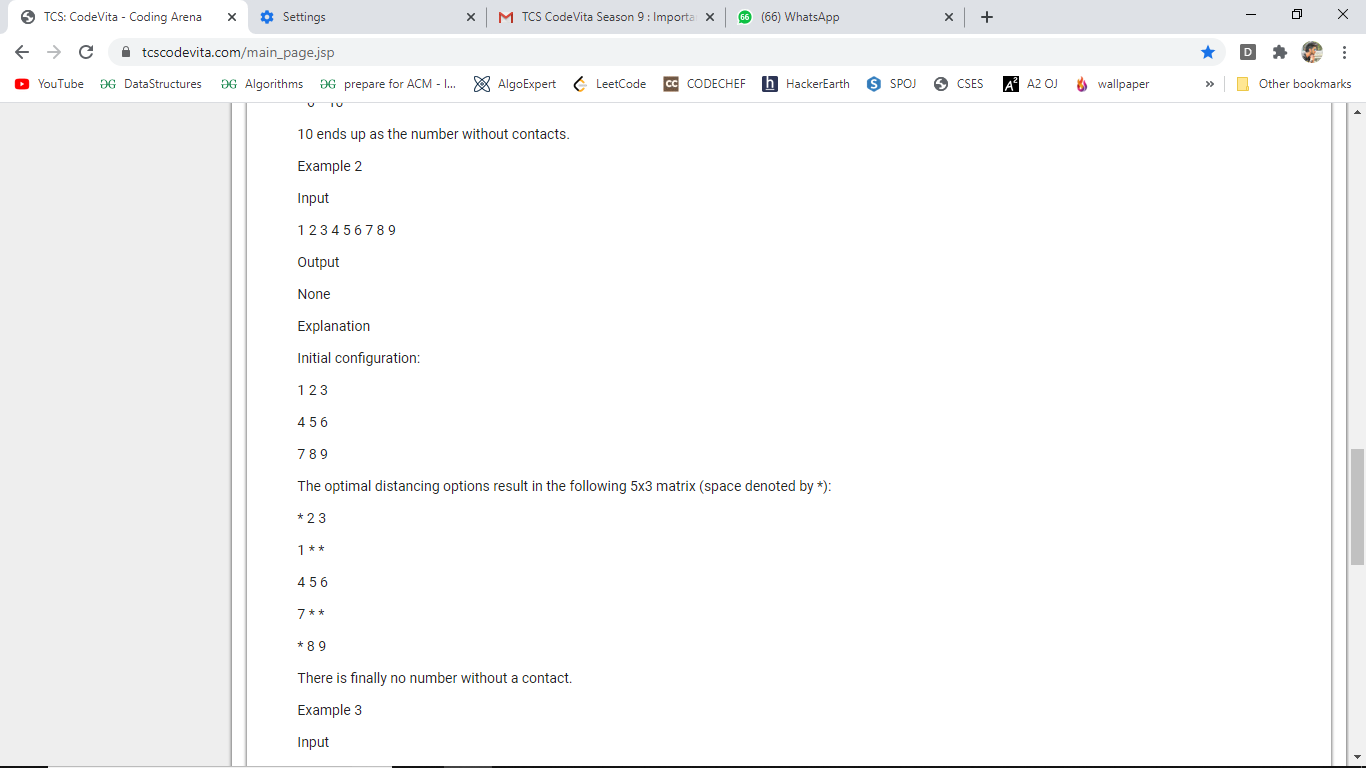 TCS: CodeVita - Coding Arena
Settings
TCS CodeVita Season 9 : Importa
66 (66) WhatsApp
tcscodevita.com/main_page.jsp
D
YouTube DataStructures Algorithms prepare for ACM - I... AlgoExpert LeetCode CC CODECHEF h HackerEarth S SPOJ CSES A² A2 OJ wallpaper » Other bookmarks
10 ends up as the number without contacts.
Example 2
Input
1 2 3 4 5 6 7 8 9
Output
None
Explanation
Initial configuration:
1 2 3
4 5 6
7 8 9
The optimal distancing options result in the following 5x3 matrix (space denoted by *):
* 2 3
1 * *
4 5 6
7 * *
* 8 9
There is finally no number without a contact.
Example 3
Input